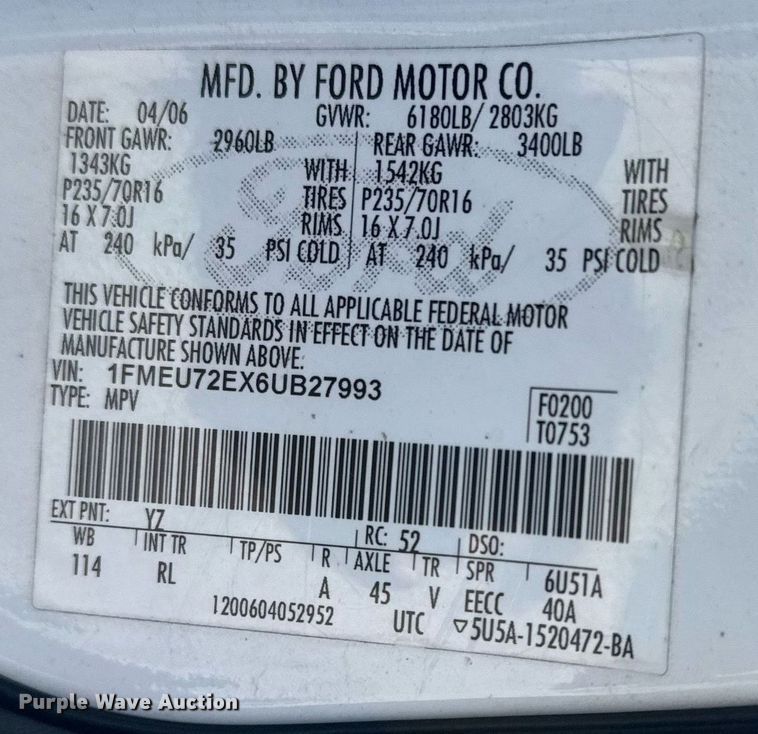 MFD. BY FORD MOTOR CO.
DATE: 04/06 GVWR: 6180LB/ 2803KG
FRONT GAWR: 2960LB REAR GAWR: 3400LB
1343KG WITH 1542KG WITH
P235/70R16 TIRES P235/70R16 TIRES
16 X 7.0J RIMS 16 X 7.0J RIMS
AT 240 kPa/ 35 PSI COLD AT 240 kPa/ 35 PSI COLD
Ford
THIS VEHICLE CONFORMS TO ALL APPLICABLE FEDERAL MOTOR
VEHICLE SAFETY STANDARDS IN EFFECT ON THE DATE OF
MANUFACTURE SHOWN ABOVE.
VIN: 1FMEU72EX6UB27993
TYPE: MPV
F0200
T0753
EXT PNT: YZ RC: 52 DSO:
WB INT TR TP/PS R AXLE TR SPR 6U51A
114 RL A 45 V EECC 40A
1200604052952 UTC ▽5U5A-1520472-BA
Purple Wave Auction